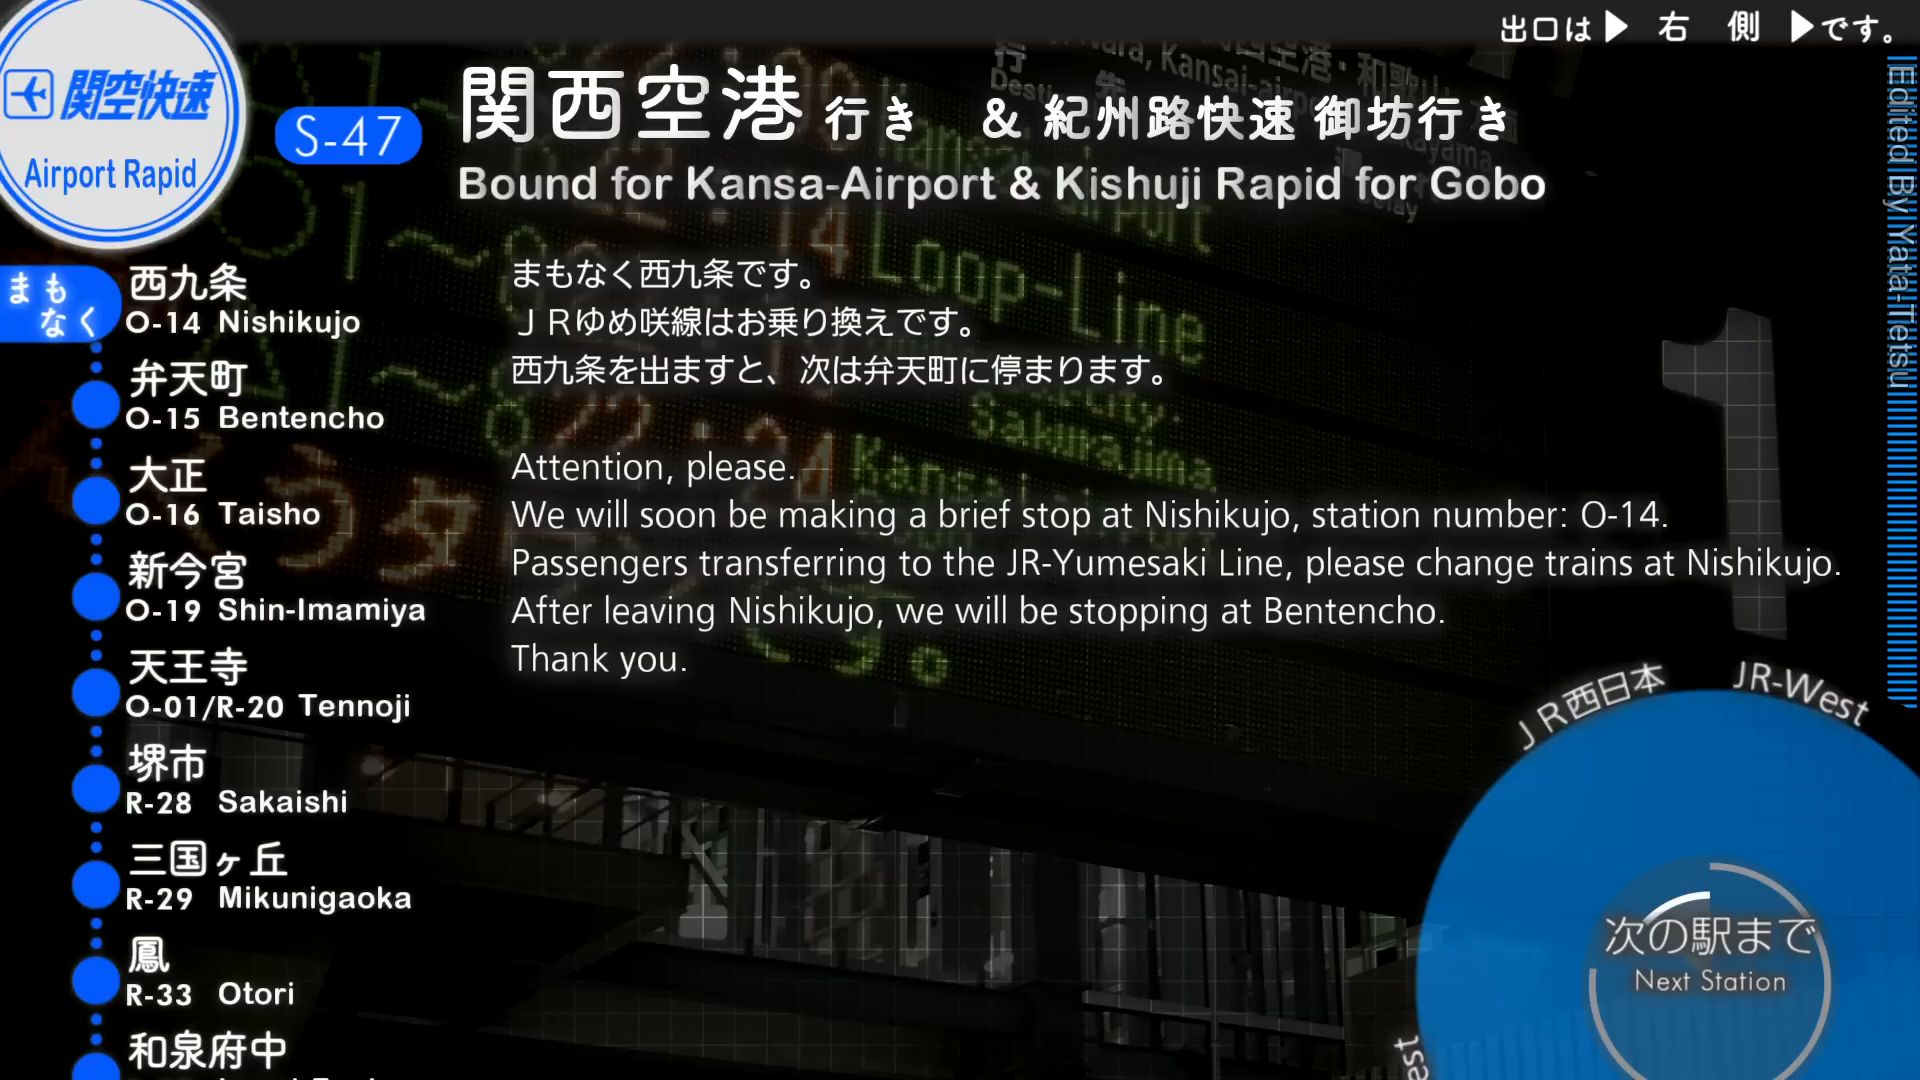 出口は▶ 右 側 ▶です。
関空快速
Airport Rapid
S-47
関西空港 行き ＆ 紀州路快速 御坊行き
Bound for Kansa-Airport & Kishuji Rapid for Gobo
Edited By Yata-Tetsu
まもなく
西九条
O-14 Nishikujo
弁天町
O-15 Bentencho
大正
O-16 Taisho
新今宮
O-19 Shin-Imamiya
天王寺
O-01/R-20 Tennoji
堺市
R-28 Sakaishi
三国ヶ丘
R-29 Mikunigaoka
鳳
R-33 Otori
和泉府中
まもなく西九条です。
ＪＲゆめ咲線はお乗り換えです。
西九条を出ますと、次は弁天町に停まります。
Attention, please.
We will soon be making a brief stop at Nishikujo, station number: O-14.
Passengers transferring to the JR-Yumesaki Line, please change trains at Nishikujo.
After leaving Nishikujo, we will be stopping at Bentencho.
Thank you.
Loop-Line
22:24
Sakurajima
1
ＪＲ西日本
JR-West
次の駅まで
Next Station